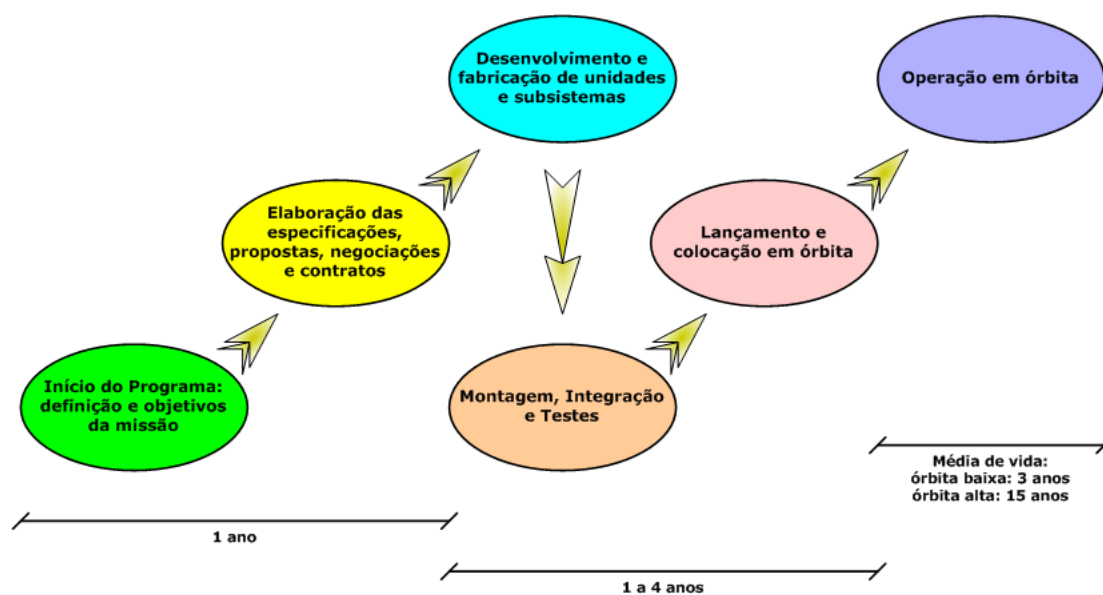 Início do Programa:
definição e objetivos
da missão
Elaboração das
especificações,
propostas, negociações
e contratos
Desenvolvimento e
fabricação de unidades
e subsistemas
Montagem, Integração
e Testes
Lançamento e
colocação em órbita
Operação em órbita
1 ano
1 a 4 anos
Média de vida:
órbita baixa: 3 anos
órbita alta: 15 anos